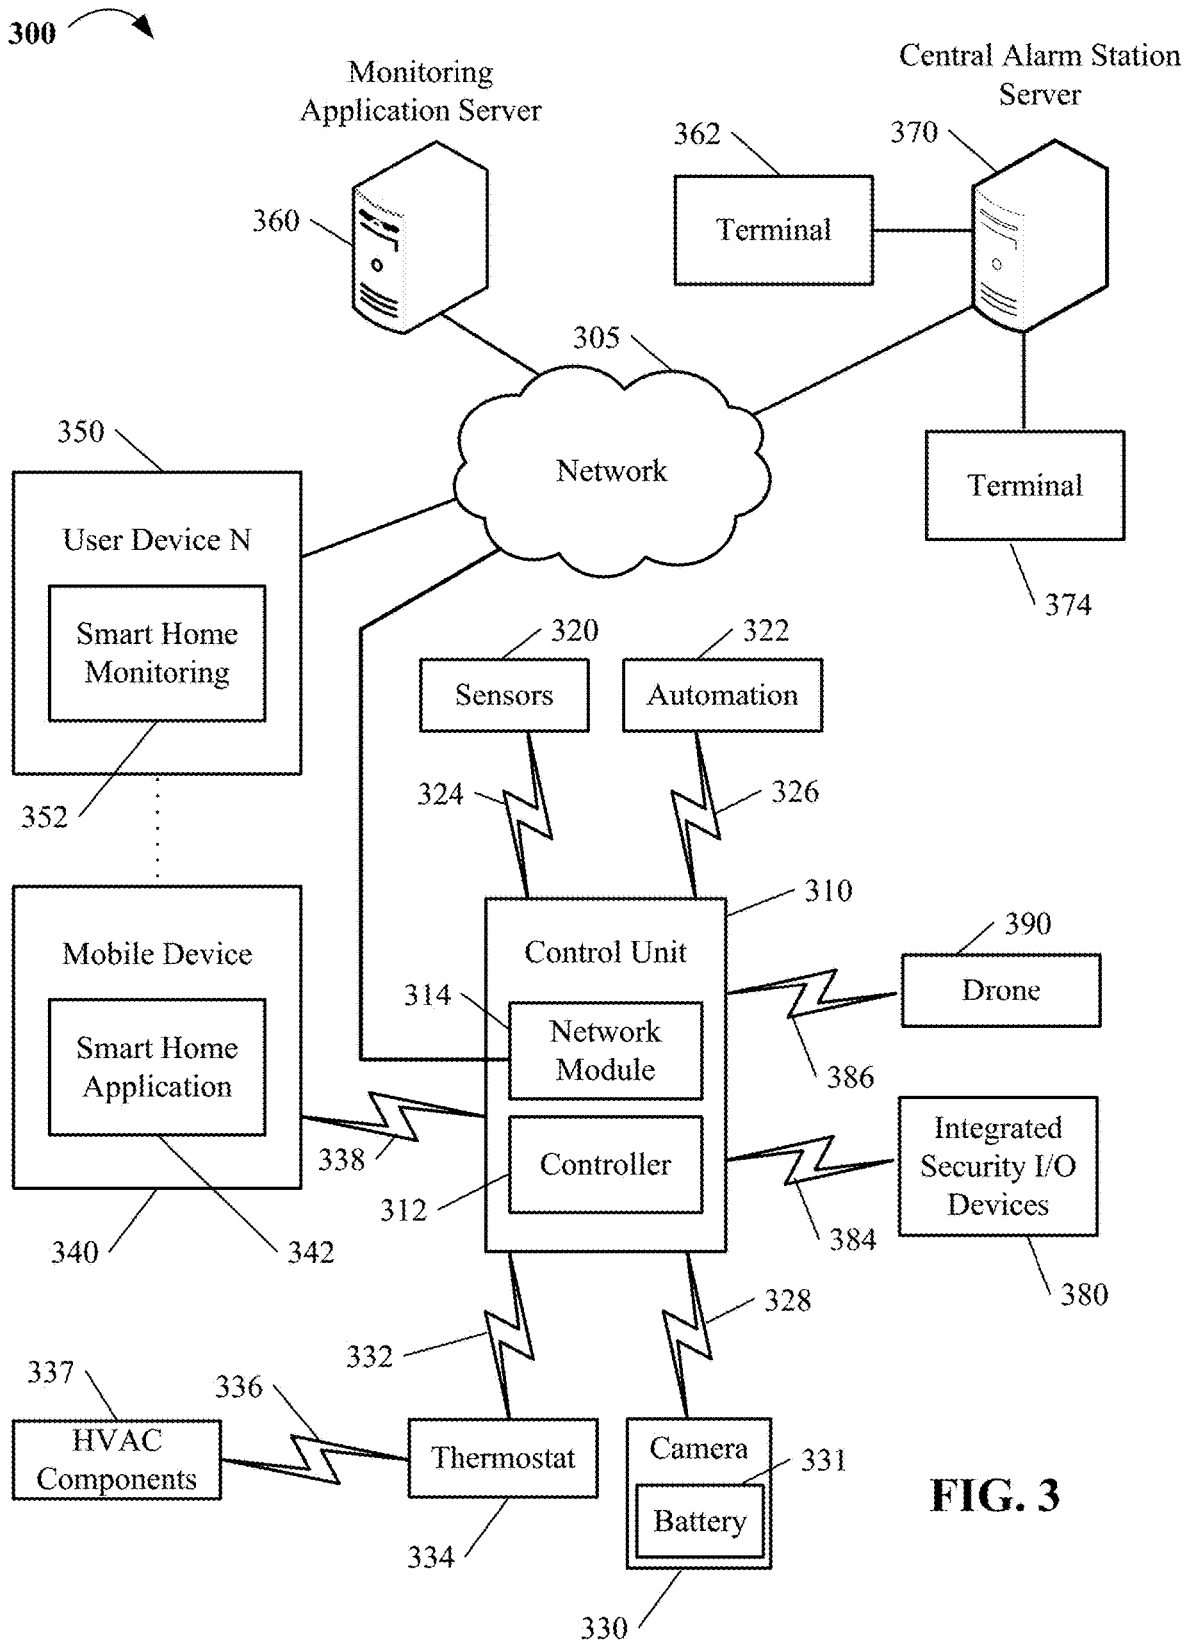 300
Monitoring
Application Server
Central Alarm Station
Server
362
370
360
Terminal
305
350
Network
Terminal
User Device N
374
Smart Home
Monitoring
320
322
Sensors
Automation
352
324
326
310
Mobile Device
Control Unit
390
Drone
314
Network
Module
Smart Home
Application
386
338
Controller
312
Integrated
Security I/O
Devices
384
340
342
380
328
332
337
336
HVAC
Components
Thermostat
Camera
331
Battery
334
330
FIG. 3